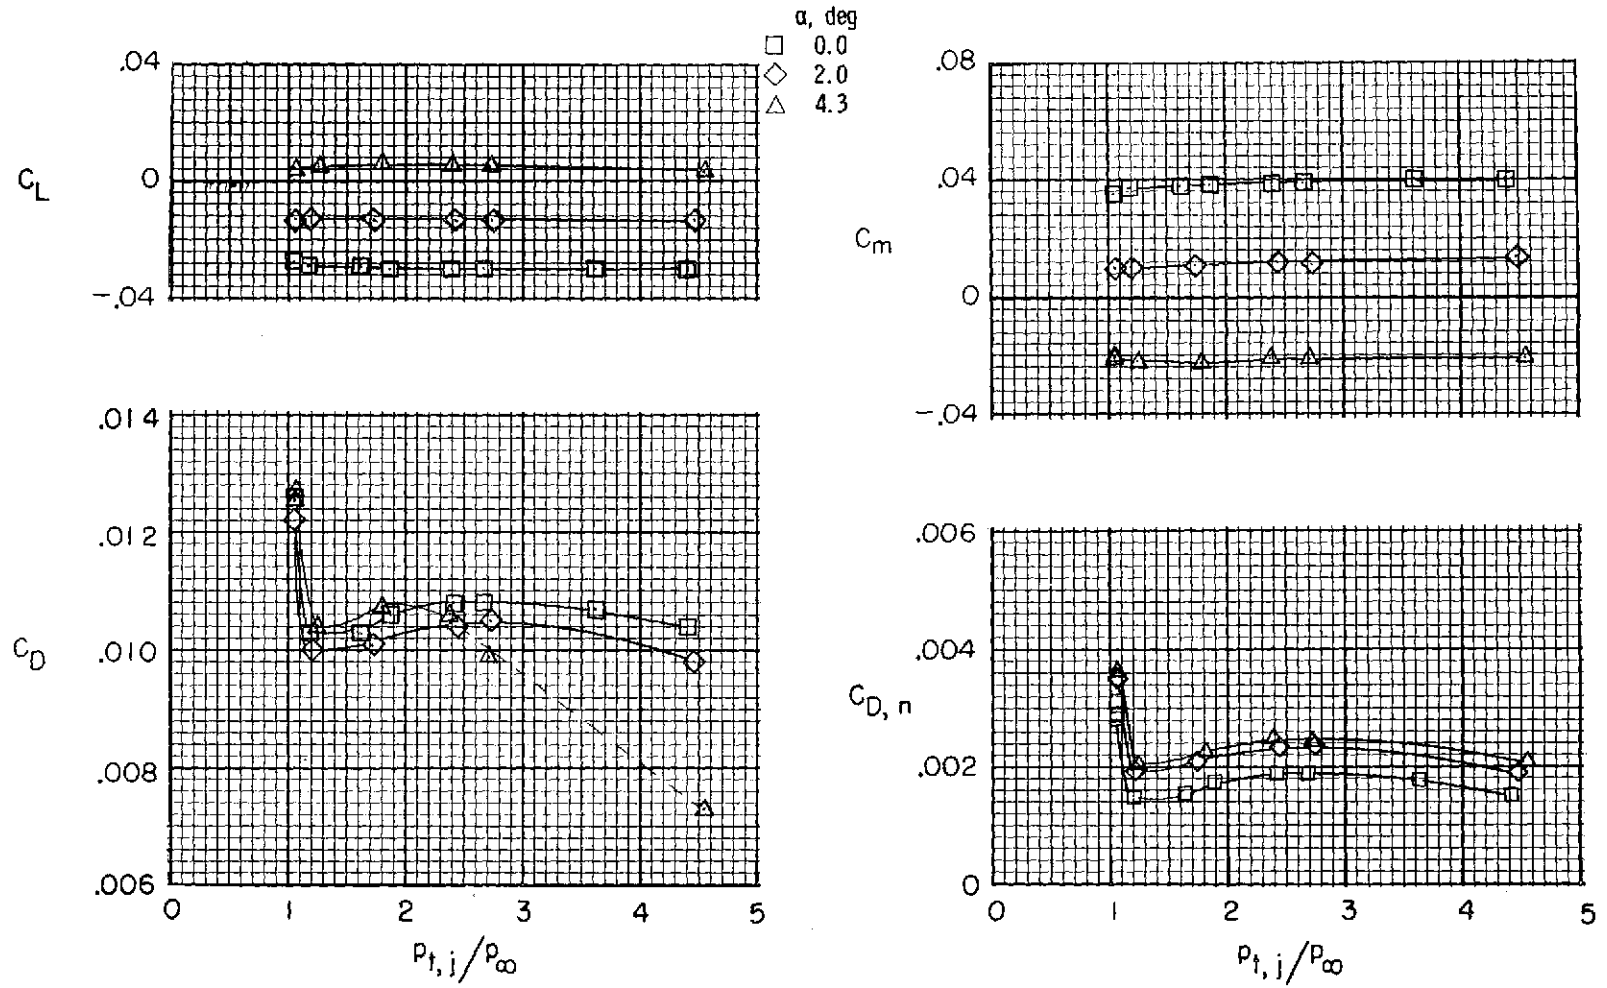 α, deg
□ 0.0
◇ 2.0
△ 4.3
.04
0
-.04
C_L
.08
.04
0
-.04
C_m
.014
.012
.010
.008
.006
C_D
0 1 2 3 4 5
p_t,j/p_∞
.006
.004
.002
0
C_D,n
0 1 2 3 4 5
p_t,j/p_∞